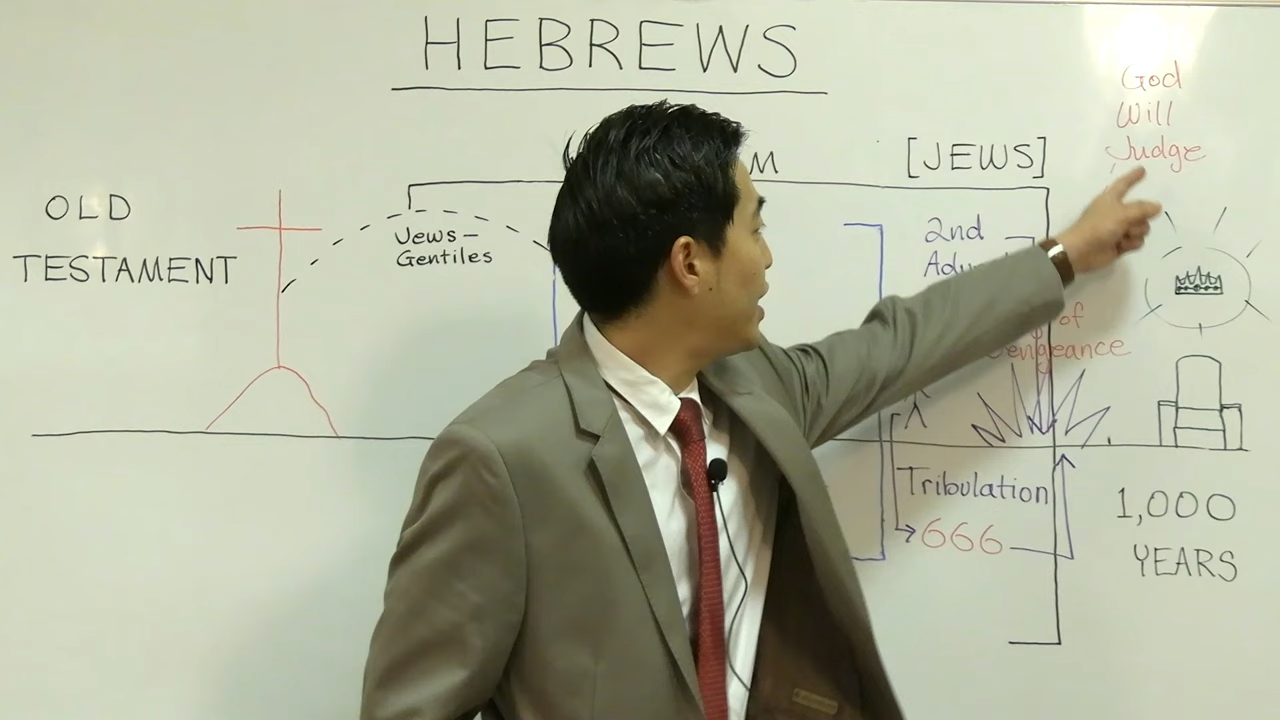 HEBREWS
God
Will
Judge
[JEWS]
OLD
TESTAMENT
Jews-
Gentiles
2nd
of
Tribulation
666
1,000
YEARS